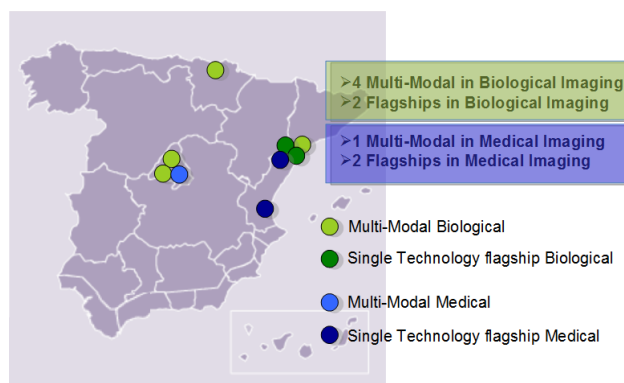 ➢4 Multi-Modal in Biological Imaging
➢2 Flagships in Biological Imaging
➢1 Multi-Modal in Medical Imaging
➢2 Flagships in Medical Imaging
Multi-Modal Biological
Single Technology flagship Biological
Multi-Modal Medical
Single Technology flagship Medical